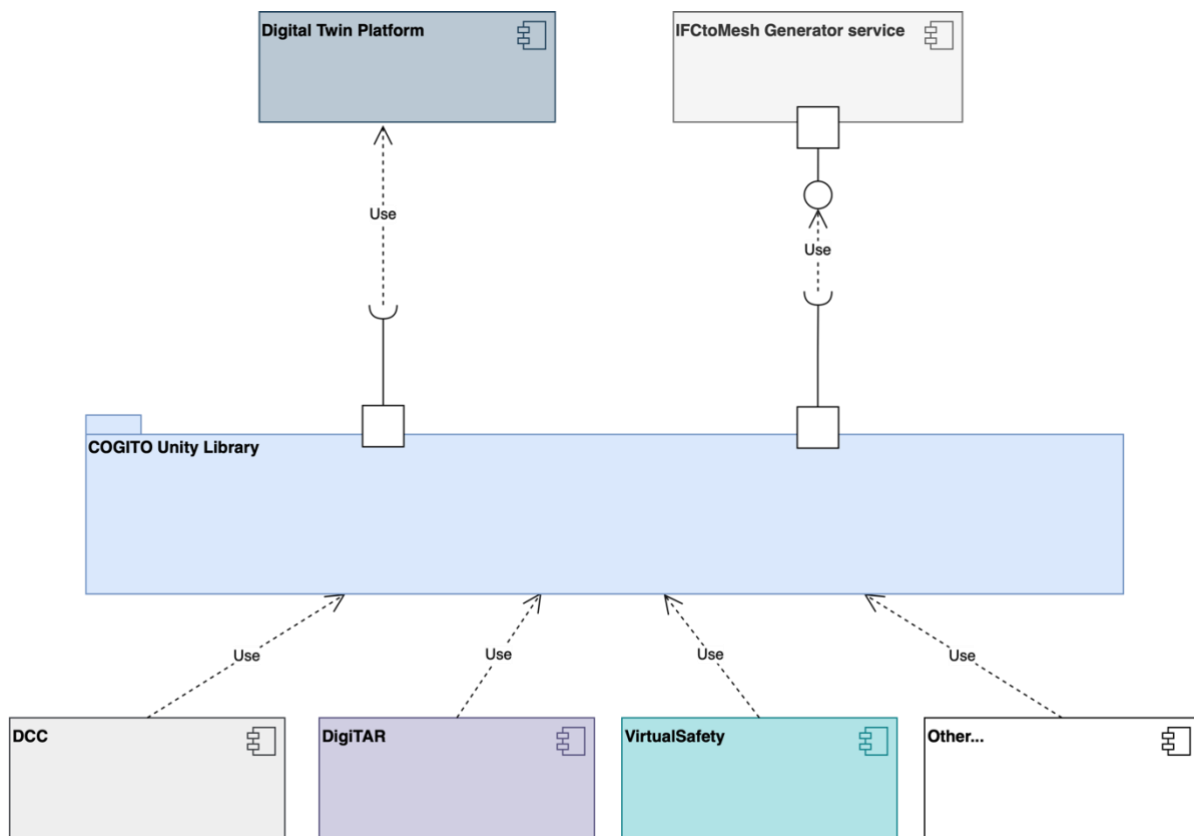 Digital Twin Platform
IFCtoMesh Generator service
Use
Use
COGITO Unity Library
Use
Use
Use
Use
DCC
DigiTAR
VirtualSafety
Other...